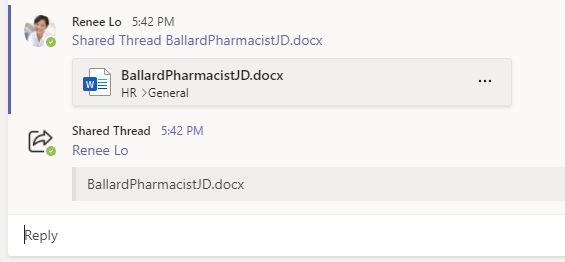 Renee Lo 5:42 PM
Shared Thread BallardPharmacistJD.docx
BallardPharmacistJD.docx
HR >General
Shared Thread 5:42 PM
Renee Lo
BallardPharmacistJD.docx
Reply